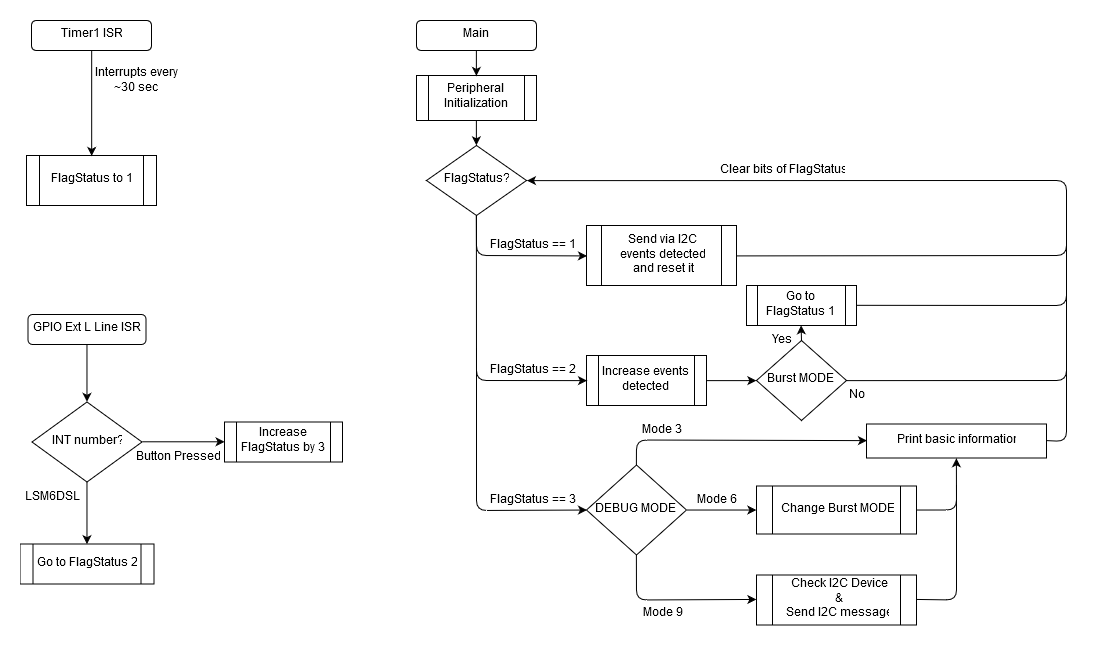 Timer1 ISR
Interrupts every
~30 sec
FlagStatus to 1
GPIO Ext L Line ISR
INT number?
Button Pressed
Increase
FlagStatus by 3
LSM6DSL
Go to FlagStatus 2
Main
Peripheral
Initialization
FlagStatus?
Clear bits of FlagStatus
FlagStatus == 1
Send via I2C
events detected
and reset it
Go to
FlagStatus 1
Yes
FlagStatus == 2
Increase events
detected
Burst MODE
No
Mode 3
Print basic information
FlagStatus == 3
DEBUG MODE
Mode 6
Change Burst MODE
Mode 9
Check I2C Device
&
Send I2C message